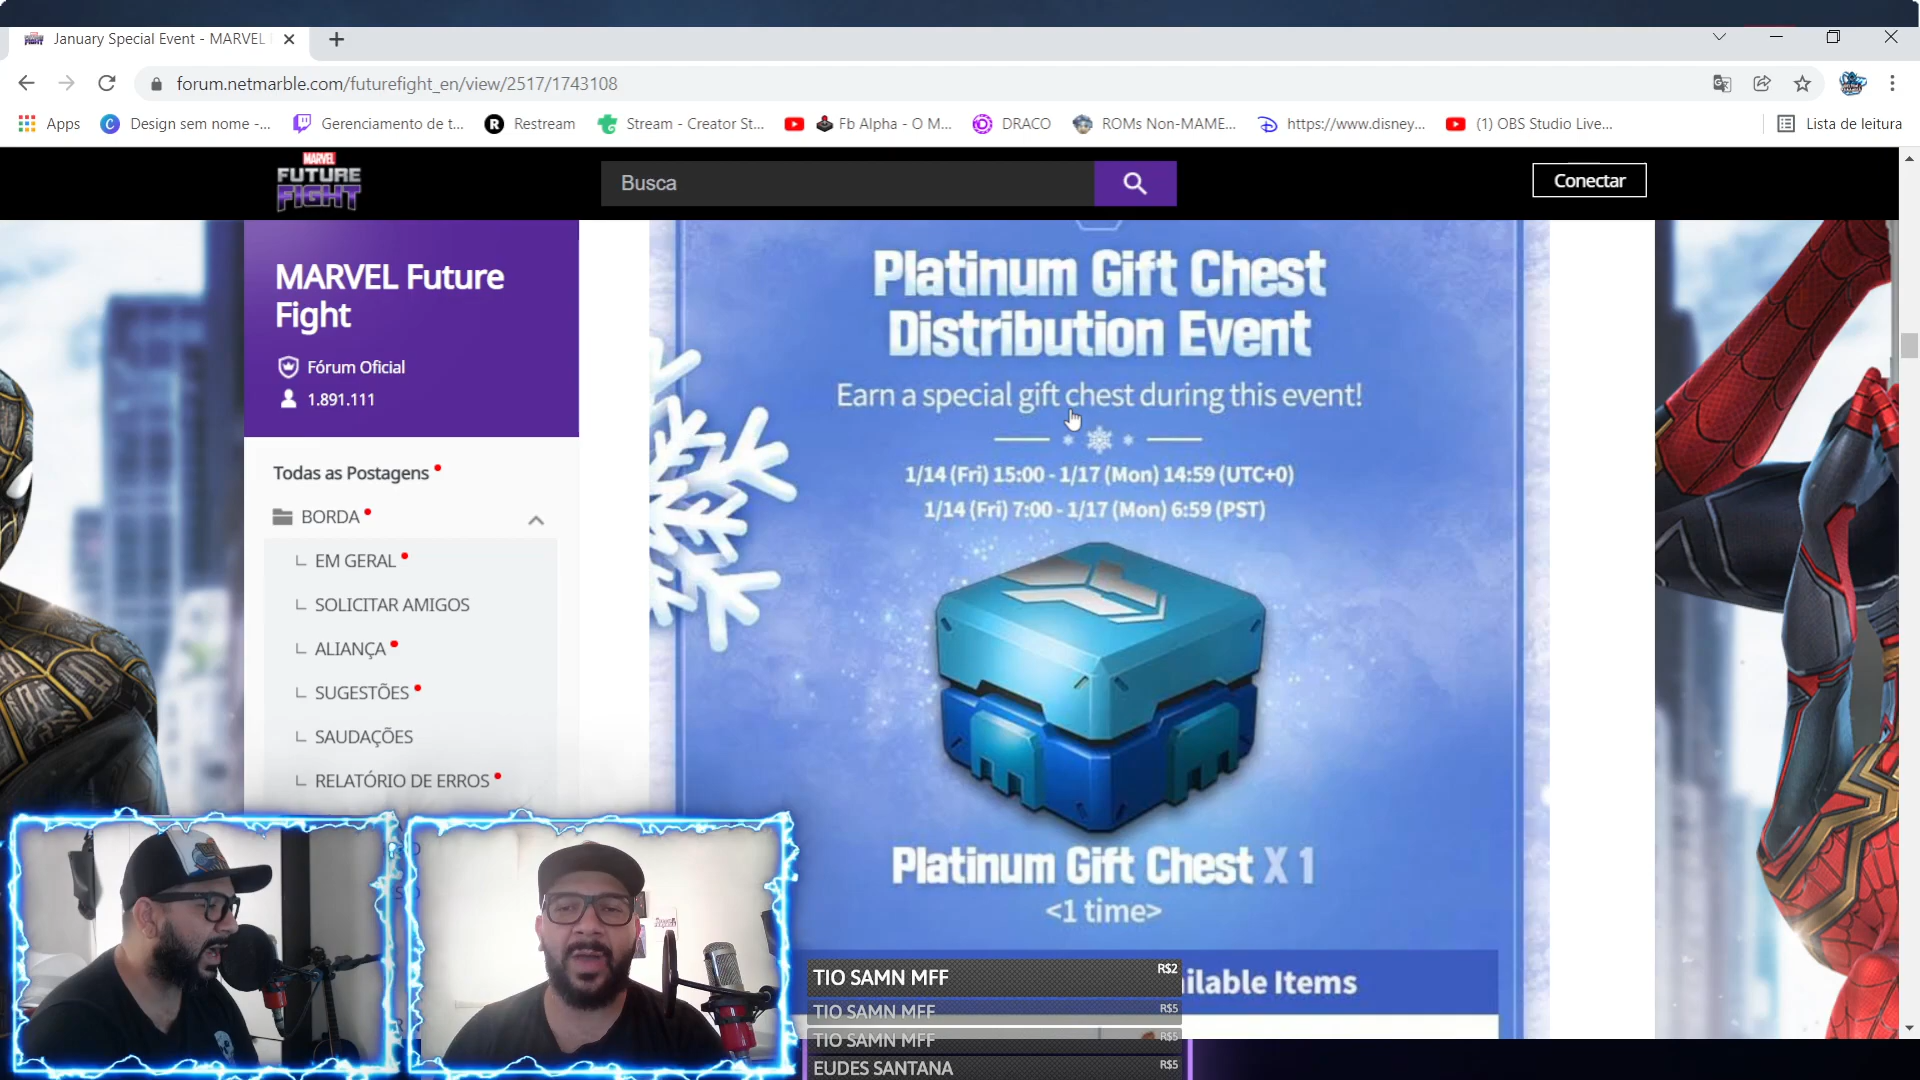 January Special Event - MARVEL
forum.netmarble.com/futurefight_en/view/2517/1743108
Apps
Design sem nome -...
Gerenciamento de t...
Restream
Stream - Creator St...
Fb Alpha - O M...
DRACO
ROMs Non-MAME...
https://www.disney...
(1) OBS Studio Live...
Lista de leitura
MARVEL
FUTURE
FIGHT
Busca
Conectar
MARVEL Future
Fight
Fórum Oficial
1.891.111
Todas as Postagens
BORDA
EM GERAL
SOLICITAR AMIGOS
ALIANÇA
SUGESTÕES
SAUDAÇÕES
RELATÓRIO DE ERROS
Platinum Gift Chest
Distribution Event
Earn a special gift chest during this event!
1/14 (Fri) 15:00 - 1/17 (Mon) 14:59 (UTC+0)
1/14 (Fri) 7:00 - 1/17 (Mon) 6:59 (PST)
Platinum Gift Chest X 1
<1 time>
ilable Items
TIO SAMN MFF R$2
TIO SAMN MFF R$5
TIO SAMN MFF R$5
EUDES SANTANA R$5